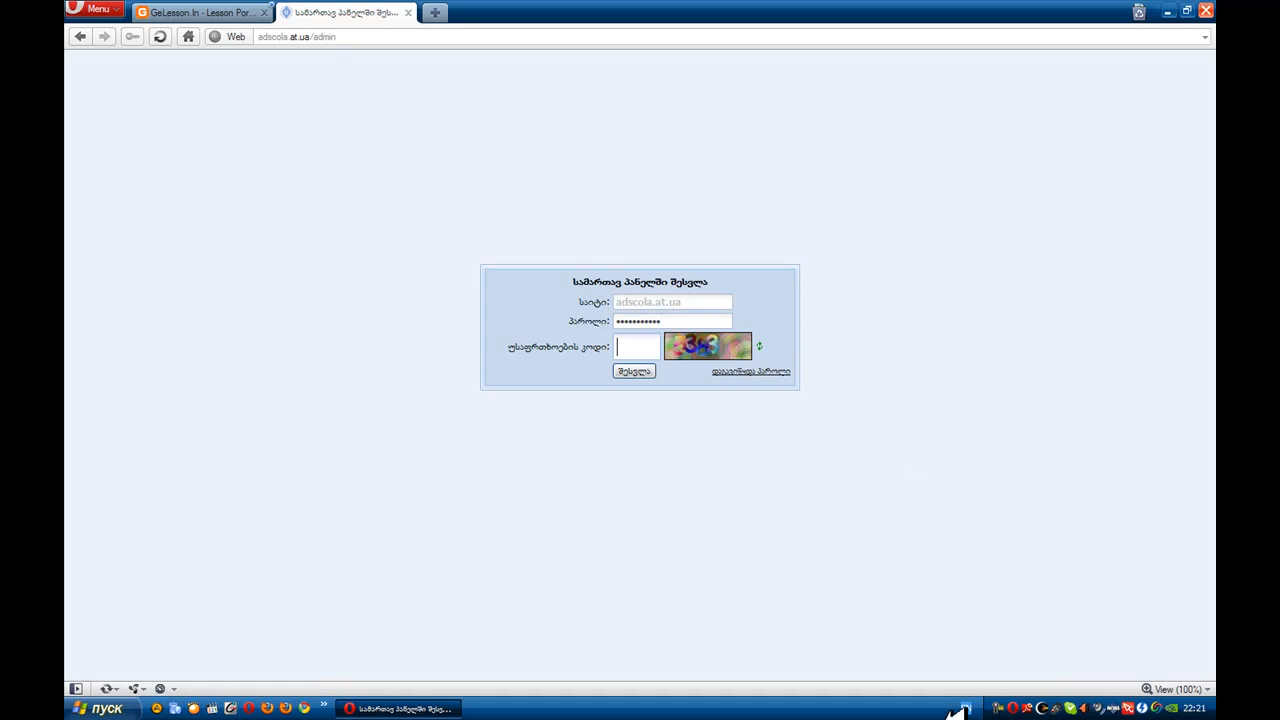 Menu
GeLesson.In - Lesson Por...
სამართავ პანელში შეს...
Web
adscola.at.ua/admin
სამართავ პანელში შესვლა
საიტი:
adscola.at.ua
პაროლი:
•••••••••••
უსაფრთხოების კოდი:
შესვლა
დაგავიწყდა პაროლი
View (100%)
пуск
სამართავ პანელში შეს...
22:21